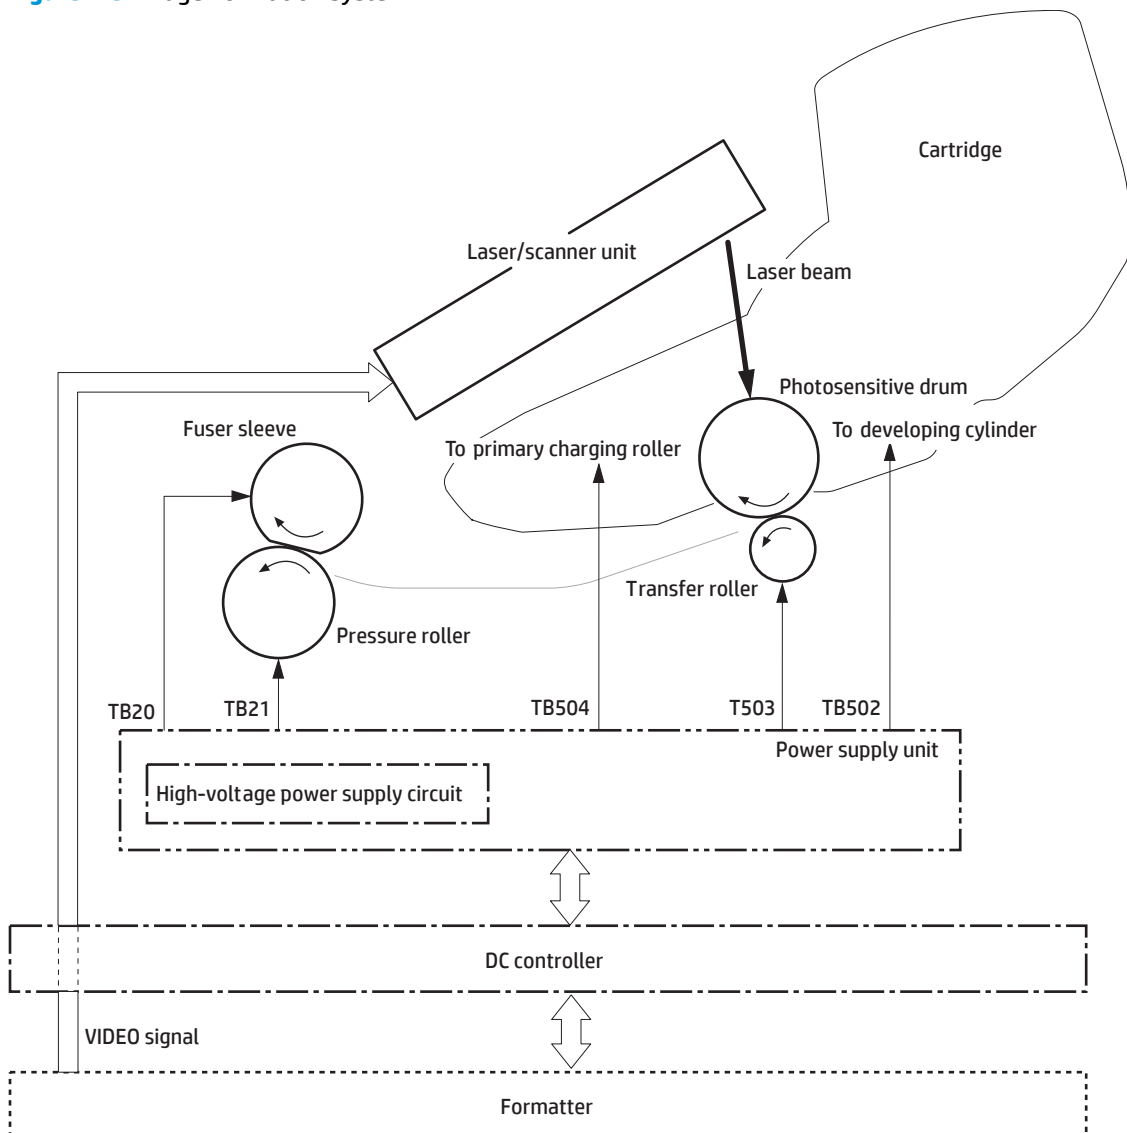 Cartridge
Laser/scanner unit
Laser beam
Photosensitive drum
Fuser sleeve
To developing cylinder
To primary charging roller
Transfer roller
Pressure roller
TB20
TB21
TB504
T503
TB502
Power supply unit
High-voltage power supply circuit
DC controller
VIDEO signal
Formatter